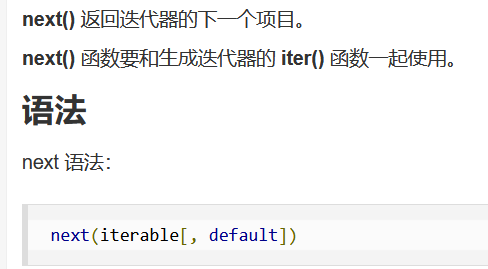 next() 返回迭代器的下一个项目。
next() 函数要和生成迭代器的 iter() 函数一起使用。
语法
next 语法：
next(iterable[, default])